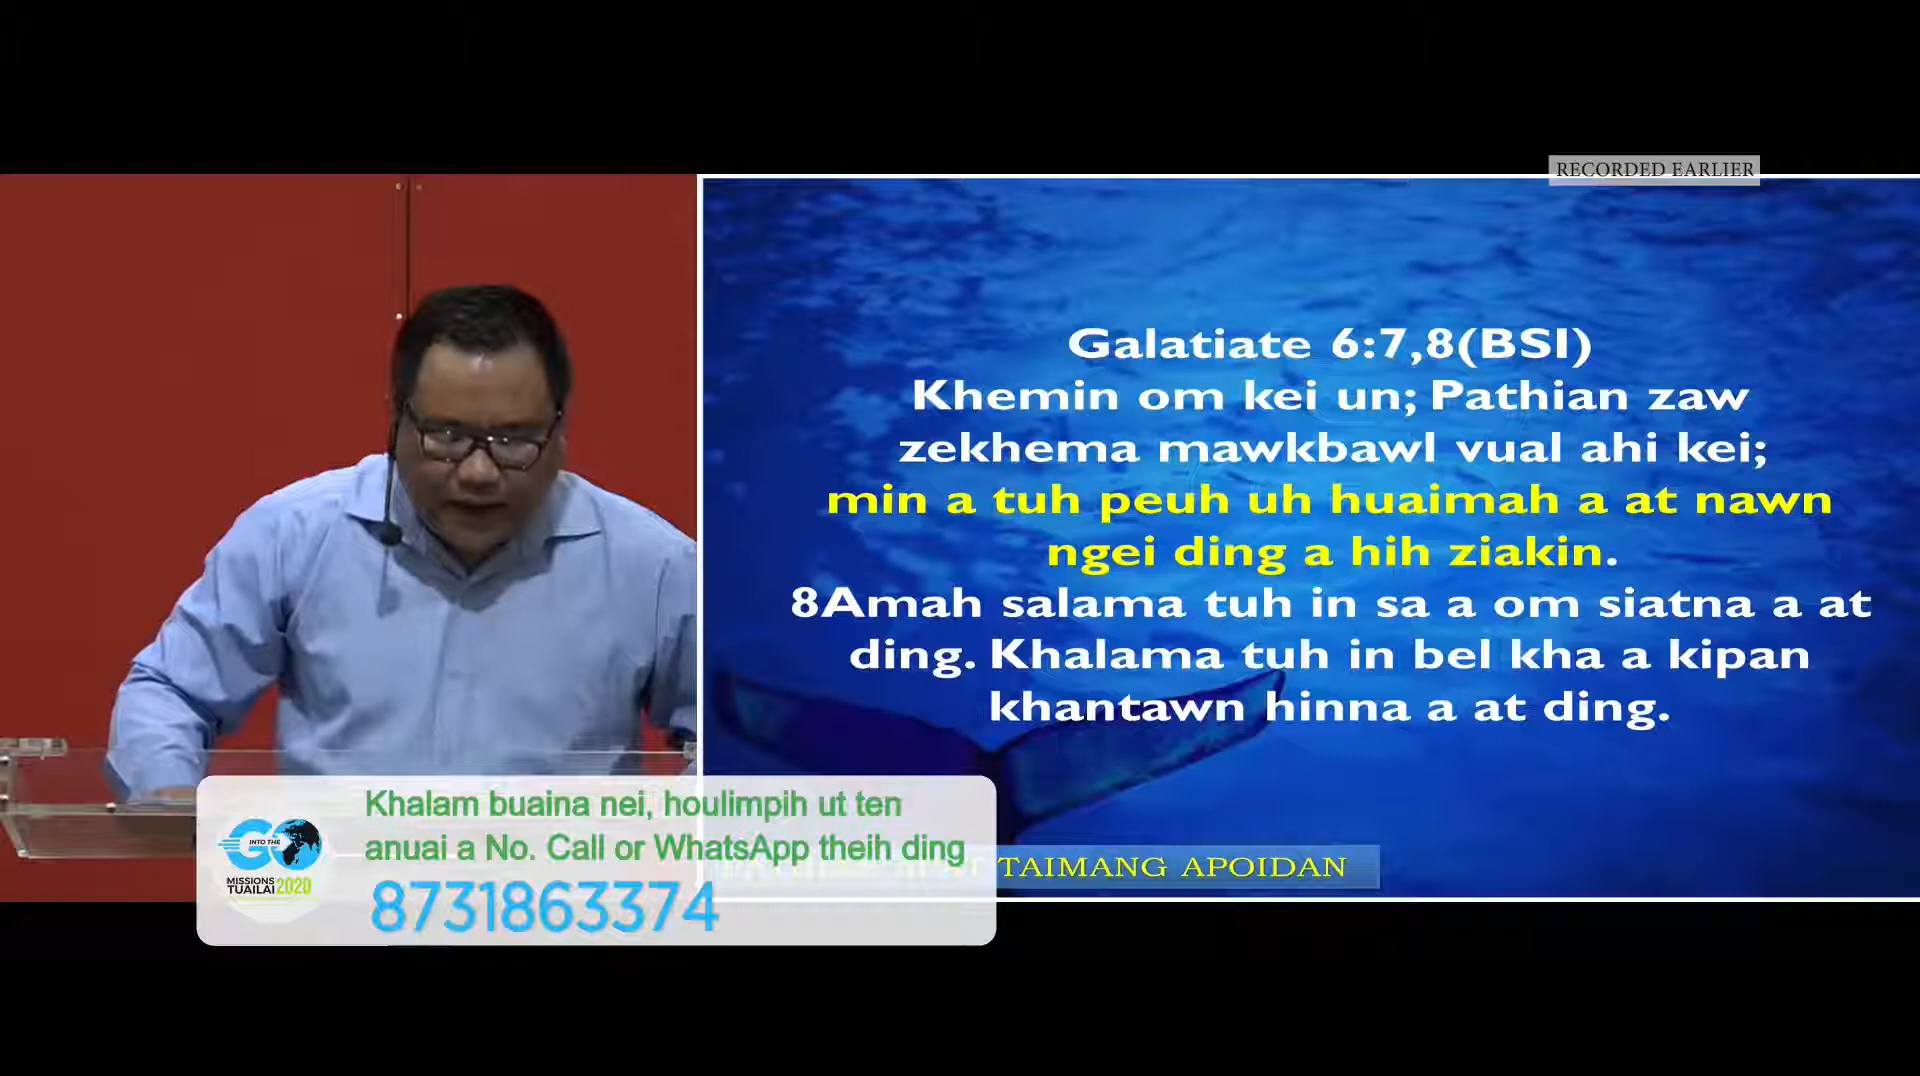 RECORDED EARLIER
Galatiate 6:7,8(BSI)
Khemin om kei un; Pathian zaw
zekhema mawkbawl vual ahi kei;
min a tuh peuh uh huaimah a at nawn
ngei ding a hih ziakin.
8Amah salama tuh in sa a om siatna a at
ding. Khalama tuh in bel kha a kipan
khantawn hinna a at ding.
TAIMANG APOIDAN
Khalam buaina nei, houlimpih ut ten
anuai a No. Call or WhatsApp theih ding
8731863374
GO
INTO THE
MISSIONS
TUAILAI 2020